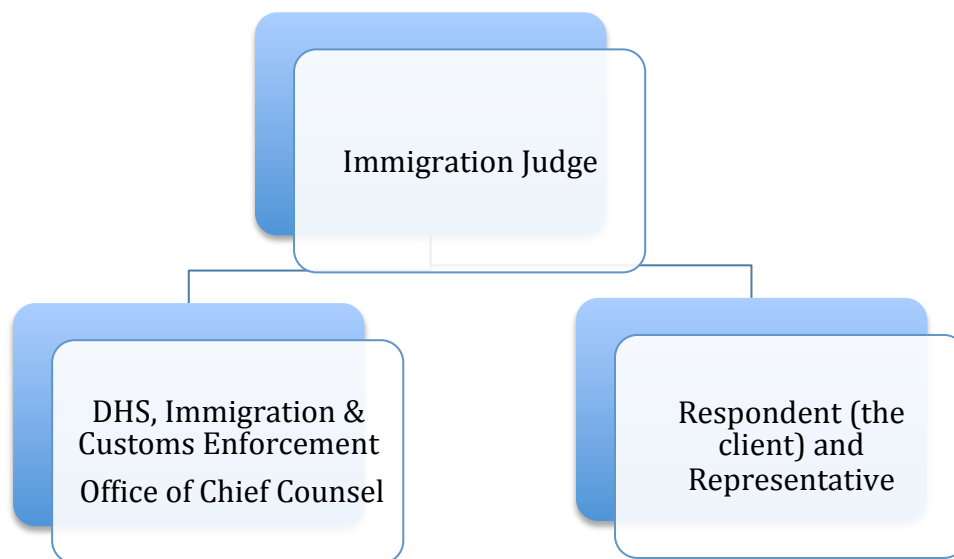 Immigration Judge
DHS, Immigration &
Customs Enforcement
Office of Chief Counsel
Respondent (the
client) and
Representative